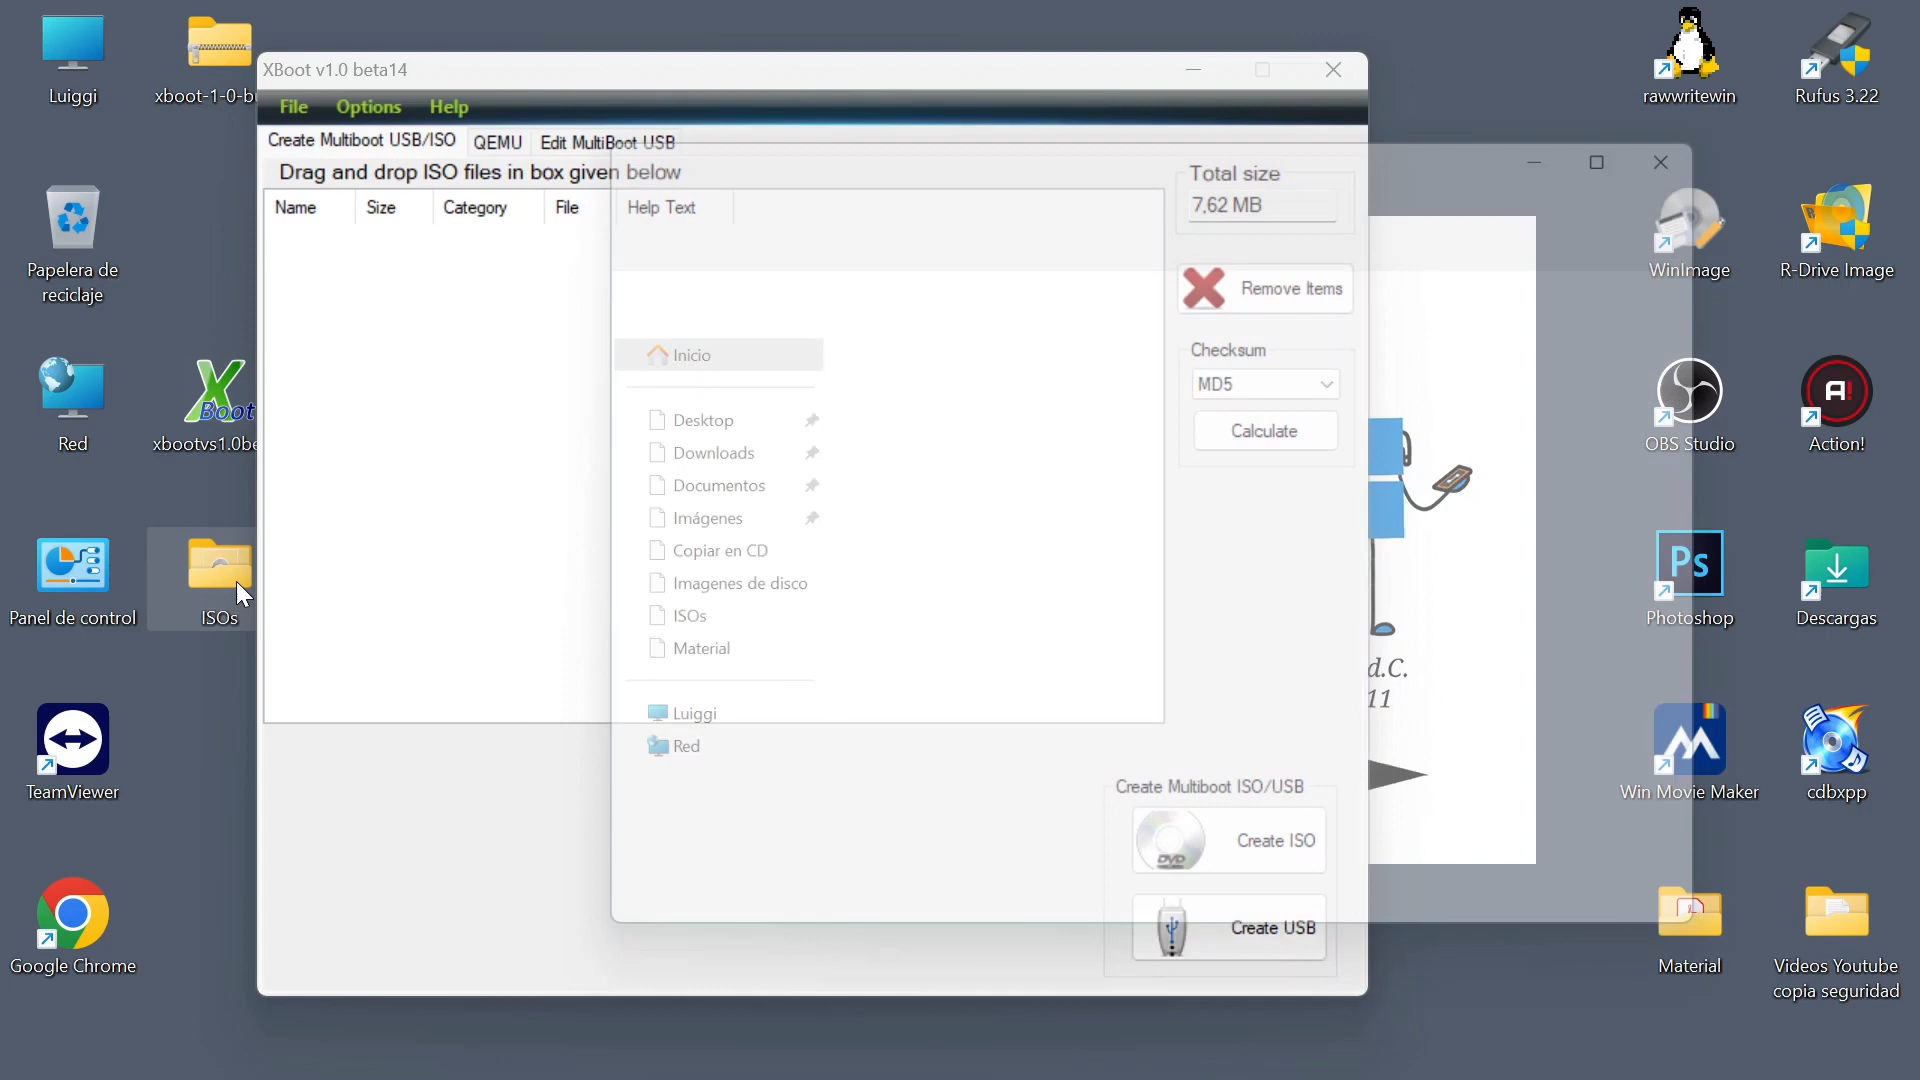 Luiggi
xboot-1-0-b
rawwritewin
Rufus 3.22
XBoot v1.0 beta14
File Options Help
Create Multiboot USB/ISO QEMU Edit MultiBoot USB
Drag and drop ISO files in box given below
Name Size Category File Help Text
Total size
7,62 MB
Remove Items
Checksum
MD5
Calculate
Inicio
Desktop
Downloads
Documentos
Imágenes
Copiar en CD
Imagenes de disco
ISOs
Material
Luiggi
Red
Create Multiboot ISO/USB
DVD
Create ISO
Create USB
d.C.
11
Papelera de
reciclaje
WinImage
R-Drive Image
X
Boot
Red
xbootvs1.0be
OBS Studio
A!
Action!
Panel de control
ISOs
Ps
Photoshop
Descargas
TeamViewer
Win Movie Maker
cdbxpp
Google Chrome
Material
Videos Youtube
copia seguridad